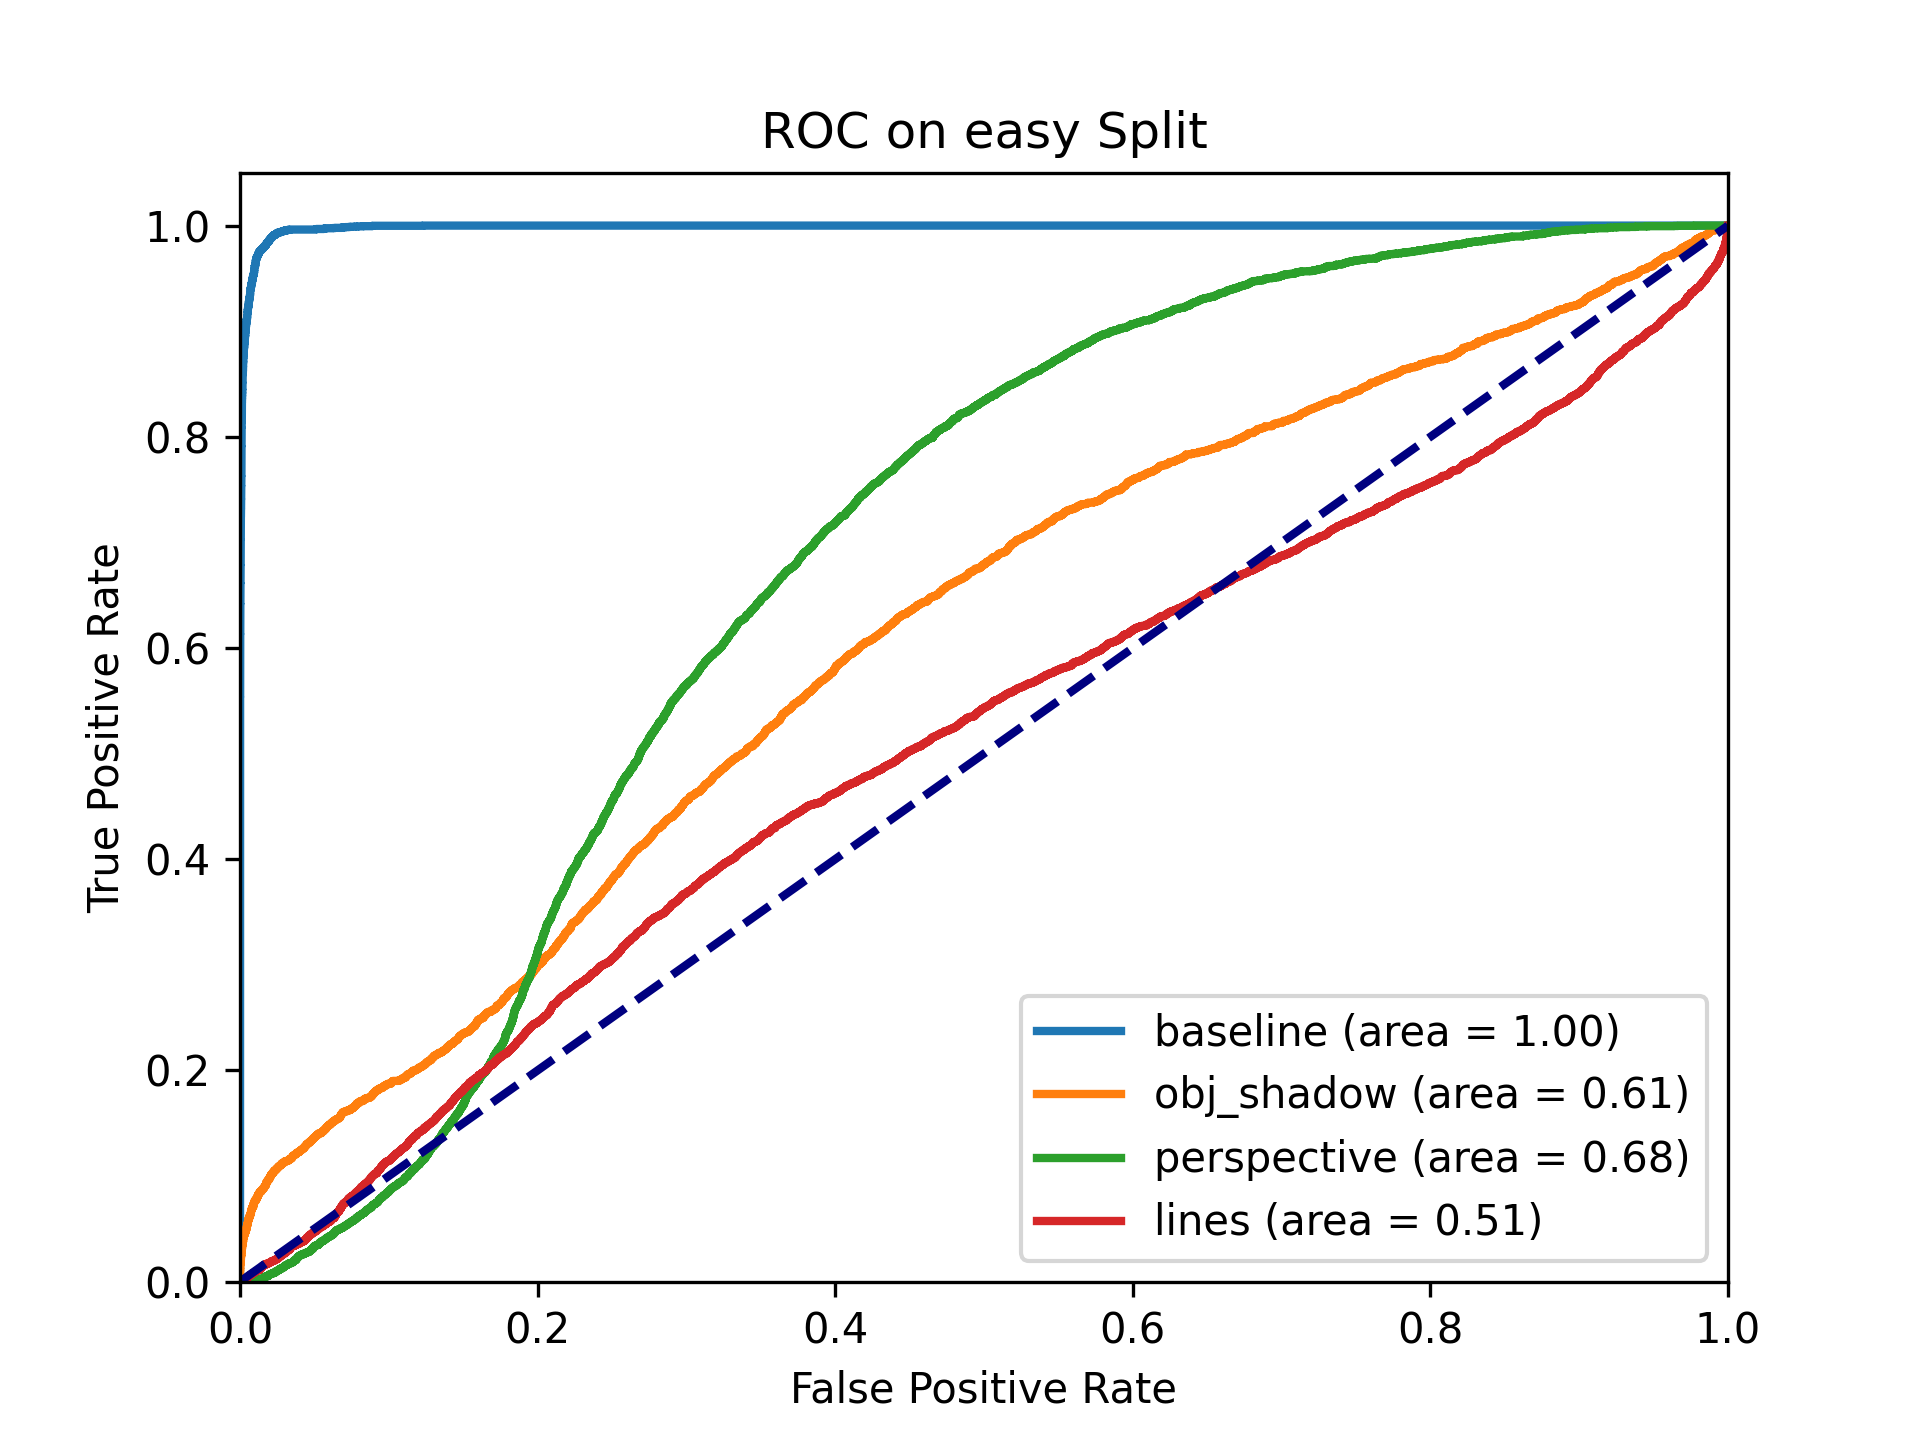 ROC on easy Split
True Positive Rate
1.0
0.8
0.6
0.4
0.2
0.0
0.0 0.2 0.4 0.6 0.8 1.0
False Positive Rate
baseline (area = 1.00)
obj_shadow (area = 0.61)
perspective (area = 0.68)
lines (area = 0.51)